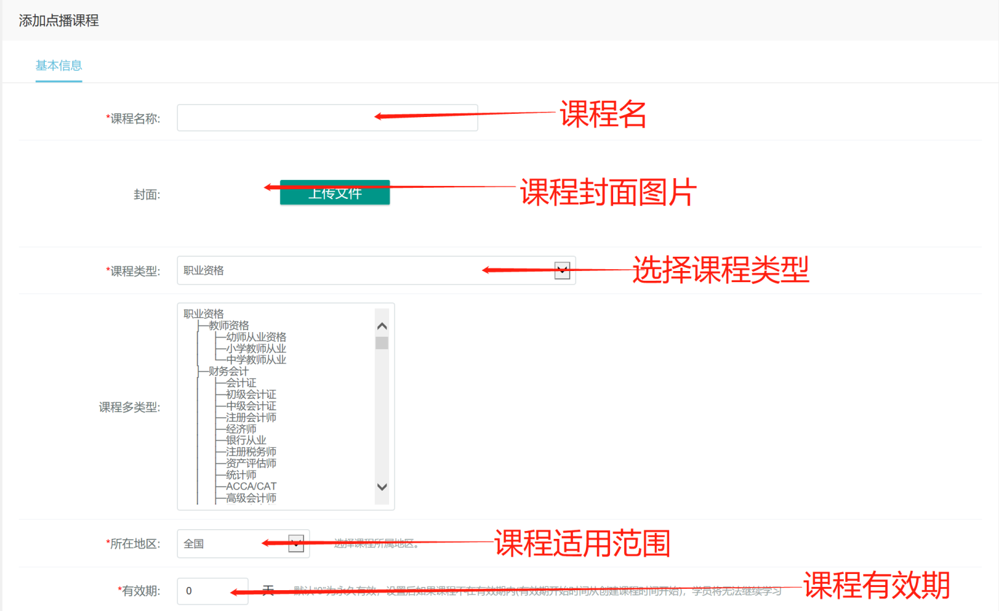 添加点播课程
基本信息
*课程名称:
课程名
封面:
上传文件
课程封面图片
*课程类型:
职业资格
选择课程类型
课程多类型:
职业资格
├─教师资格
│ ├─幼师从业资格
│ ├─小学教师从业
│ └─中学教师从业
├─财务会计
│ ├─会计证
│ ├─初级会计证
│ ├─中级会计证
│ ├─注册会计师
│ ├─经济师
│ ├─银行从业
│ ├─注册税务师
│ ├─资产评估师
│ ├─统计师
│ ├─ACCA/CAT
│ ├─高级会计师
*所在地区:
全国
选择课程所属地区。
课程适用范围
*有效期:
0
天
默认“0”为永久有效，设置后如果课程不在有效期内(有效期开始时间从创建课程时间开始)，学员将无法继续学习
课程有效期